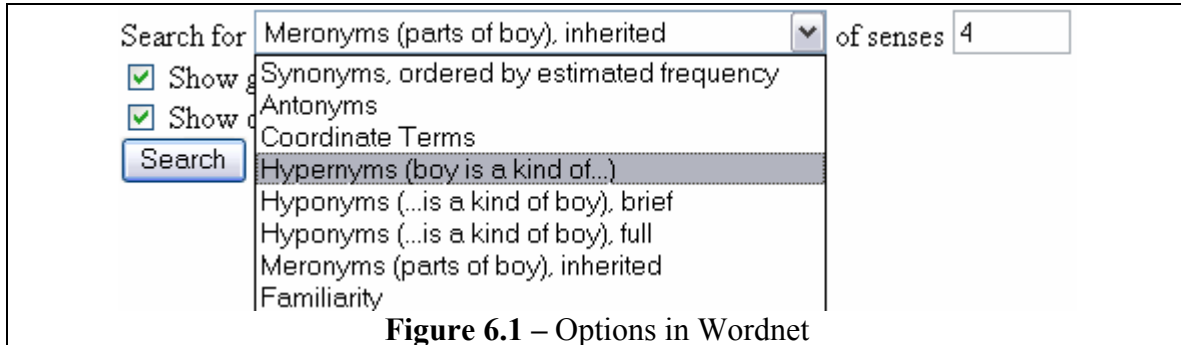 Search for Meronyms (parts of boy), inherited of senses 4
Show g Synonyms, ordered by estimated frequency
Antonyms
Show Coordinate Terms
Search Hypernyms (boy is a kind of...)
Hyponyms (...is a kind of boy), brief
Hyponyms (...is a kind of boy), full
Meronyms (parts of boy), inherited
Familiarity
Figure 6.1 – Options in Wordnet